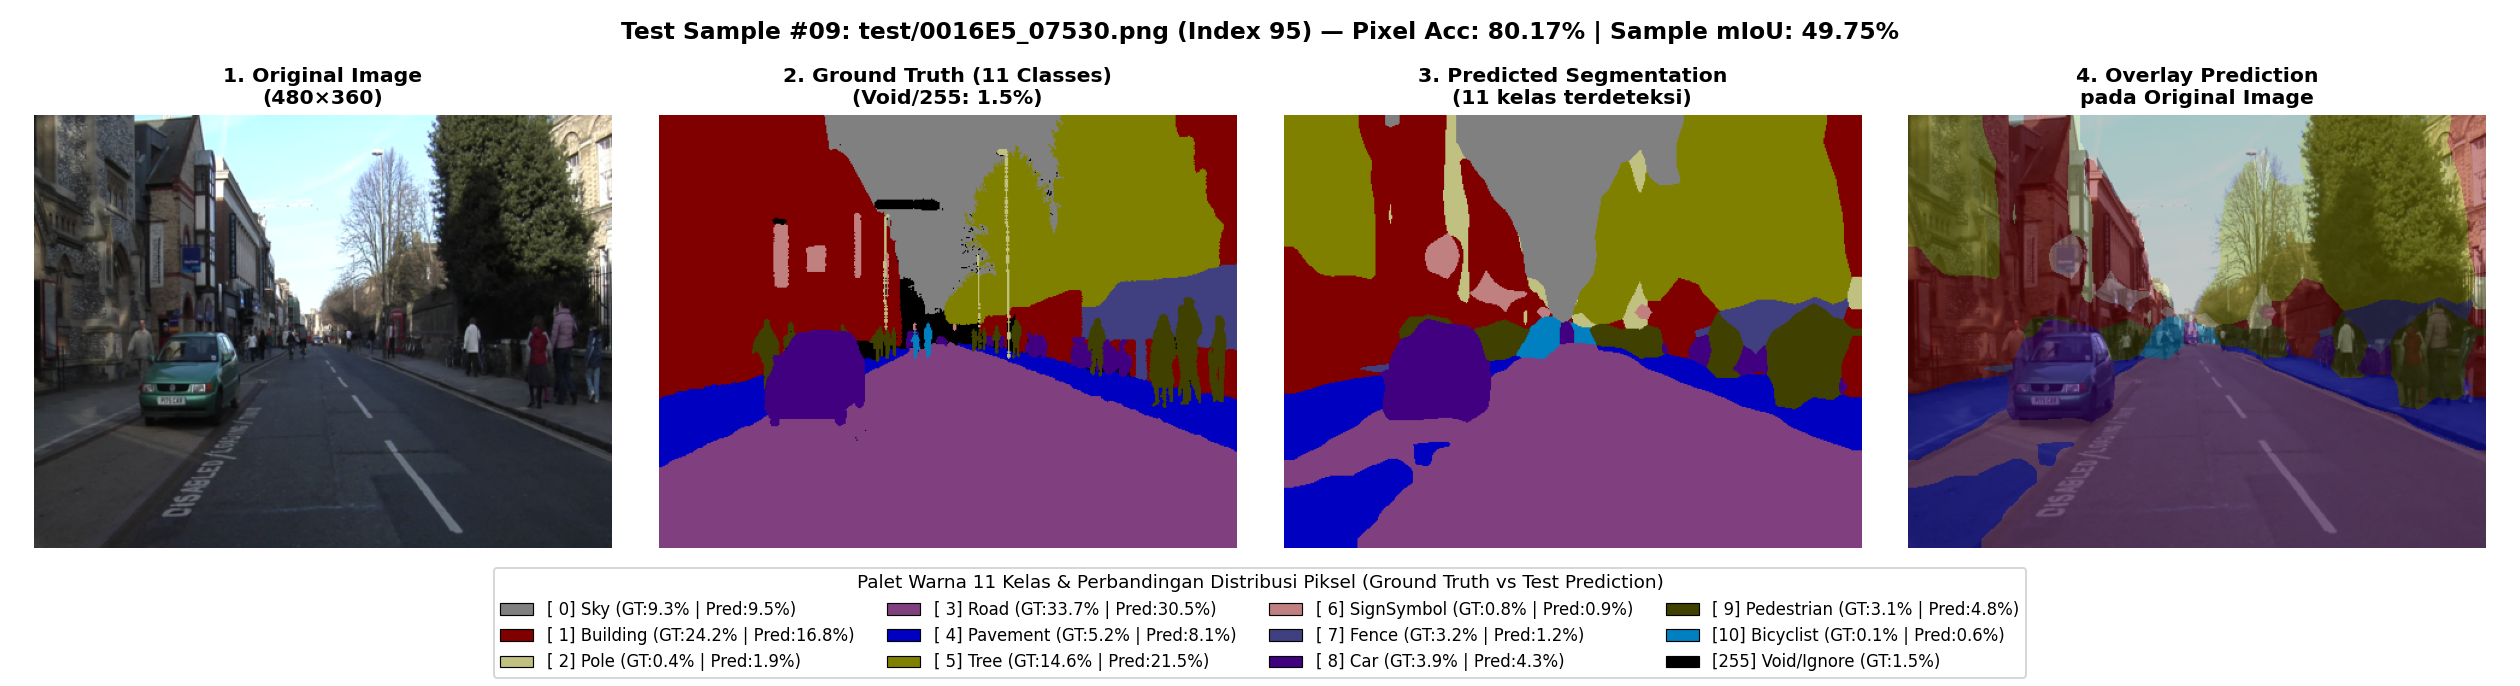 Test Sample #09: test/0016E5_07530.png (Index 95) — Pixel Acc: 80.17% | Sample mIoU: 49.75%
1. Original Image
(480×360)
2. Ground Truth (11 Classes)
(Void/255: 1.5%)
3. Predicted Segmentation
(11 kelas terdeteksi)
4. Overlay Prediction
pada Original Image
DISABLED/
DISABLED/
Palet Warna 11 Kelas & Perbandingan Distribusi Piksel (Ground Truth vs Test Prediction)
[ 0] Sky (GT:9.3% | Pred:9.5%)
[ 1] Building (GT:24.2% | Pred:16.8%)
[ 2] Pole (GT:0.4% | Pred:1.9%)
[ 3] Road (GT:33.7% | Pred:30.5%)
[ 4] Pavement (GT:5.2% | Pred:8.1%)
[ 5] Tree (GT:14.6% | Pred:21.5%)
[ 6] SignSymbol (GT:0.8% | Pred:0.9%)
[ 7] Fence (GT:3.2% | Pred:1.2%)
[ 8] Car (GT:3.9% | Pred:4.3%)
[ 9] Pedestrian (GT:3.1% | Pred:4.8%)
[10] Bicyclist (GT:0.1% | Pred:0.6%)
[255] Void/Ignore (GT:1.5%)